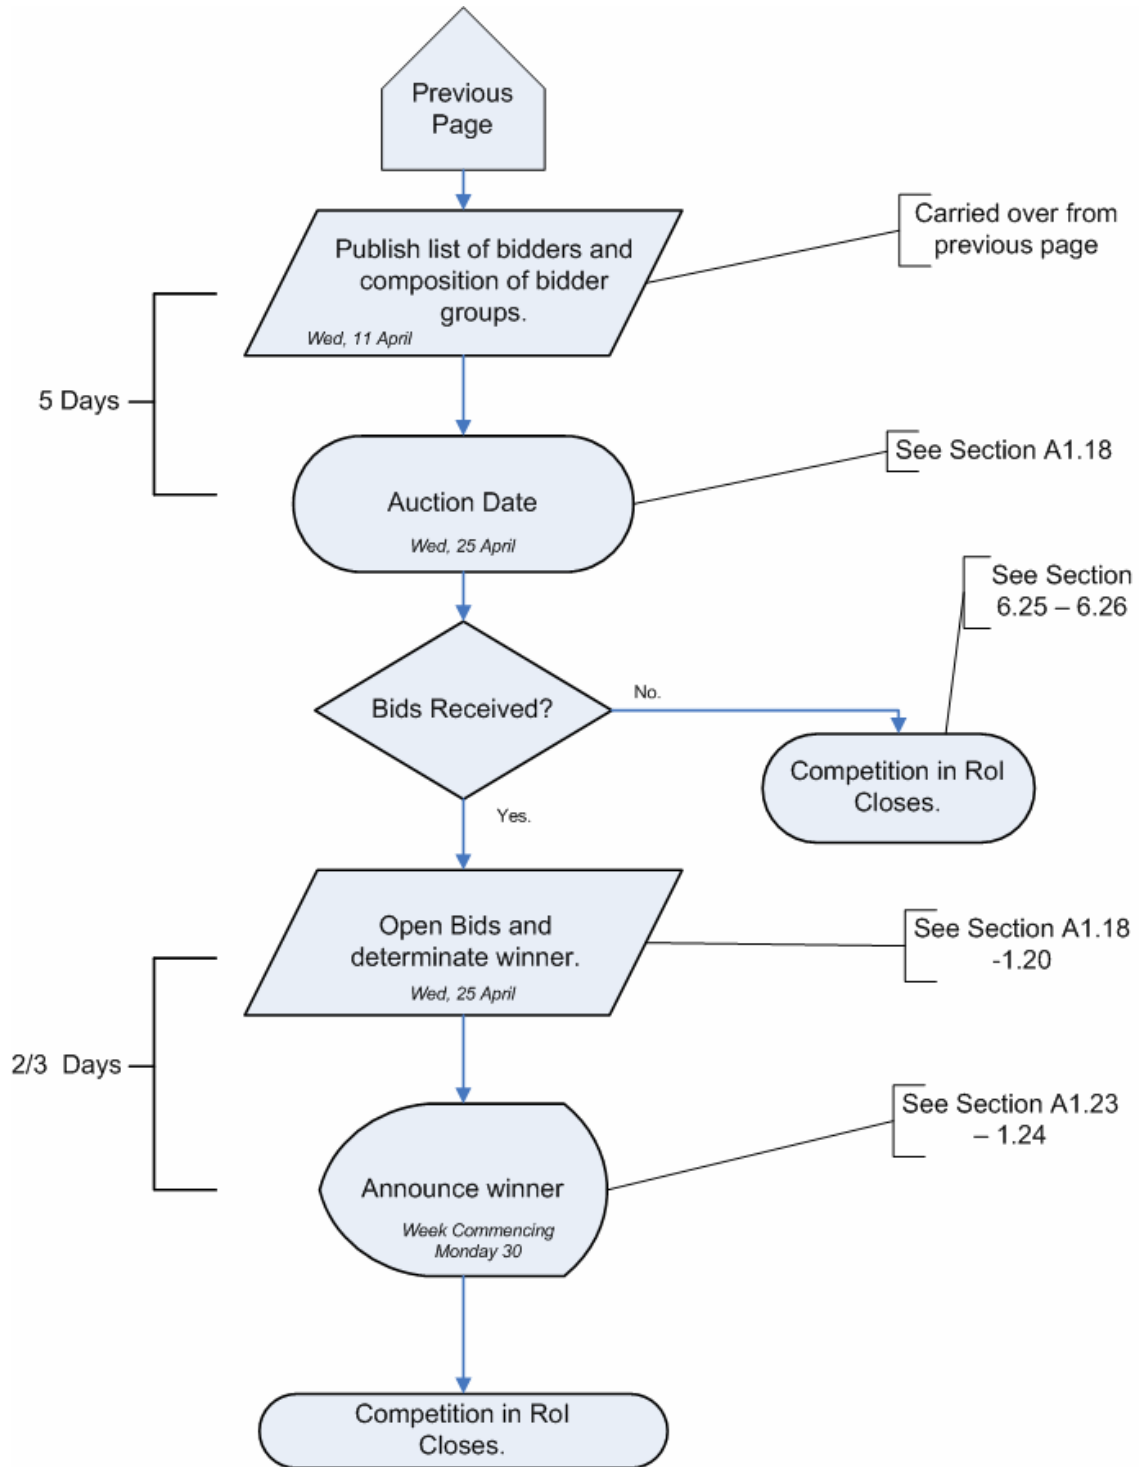 Previous
Page
Carried over from
previous page
Publish list of bidders and
composition of bidder
groups.
Wed, 11 April
5 Days
See Section A1.18
Auction Date
Wed, 25 April
See Section
6.25 – 6.26
Bids Received?
No.
Competition in RoI
Closes.
Yes.
Open Bids and
determinate winner.
Wed, 25 April
See Section A1.18
-1.20
2/3 Days
See Section A1.23
– 1.24
Announce winner
Week Commencing
Monday 30
Competition in RoI
Closes.